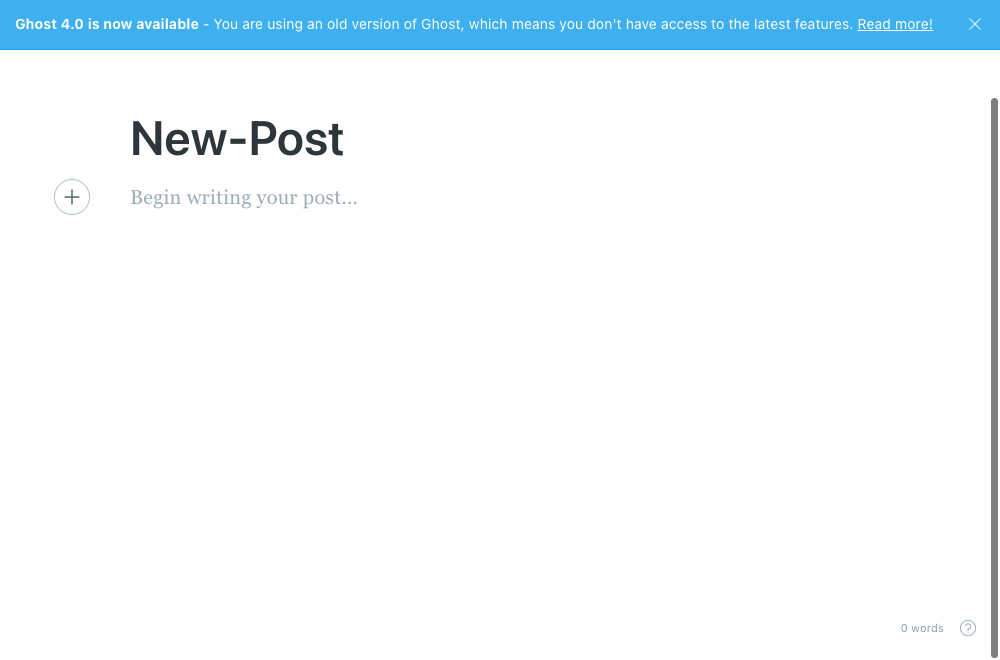 Ghost 4.0 is now available - You are using an old version of Ghost, which means you don't have access to the latest features. Read more!
New-Post
Begin writing your post...
0 words
?